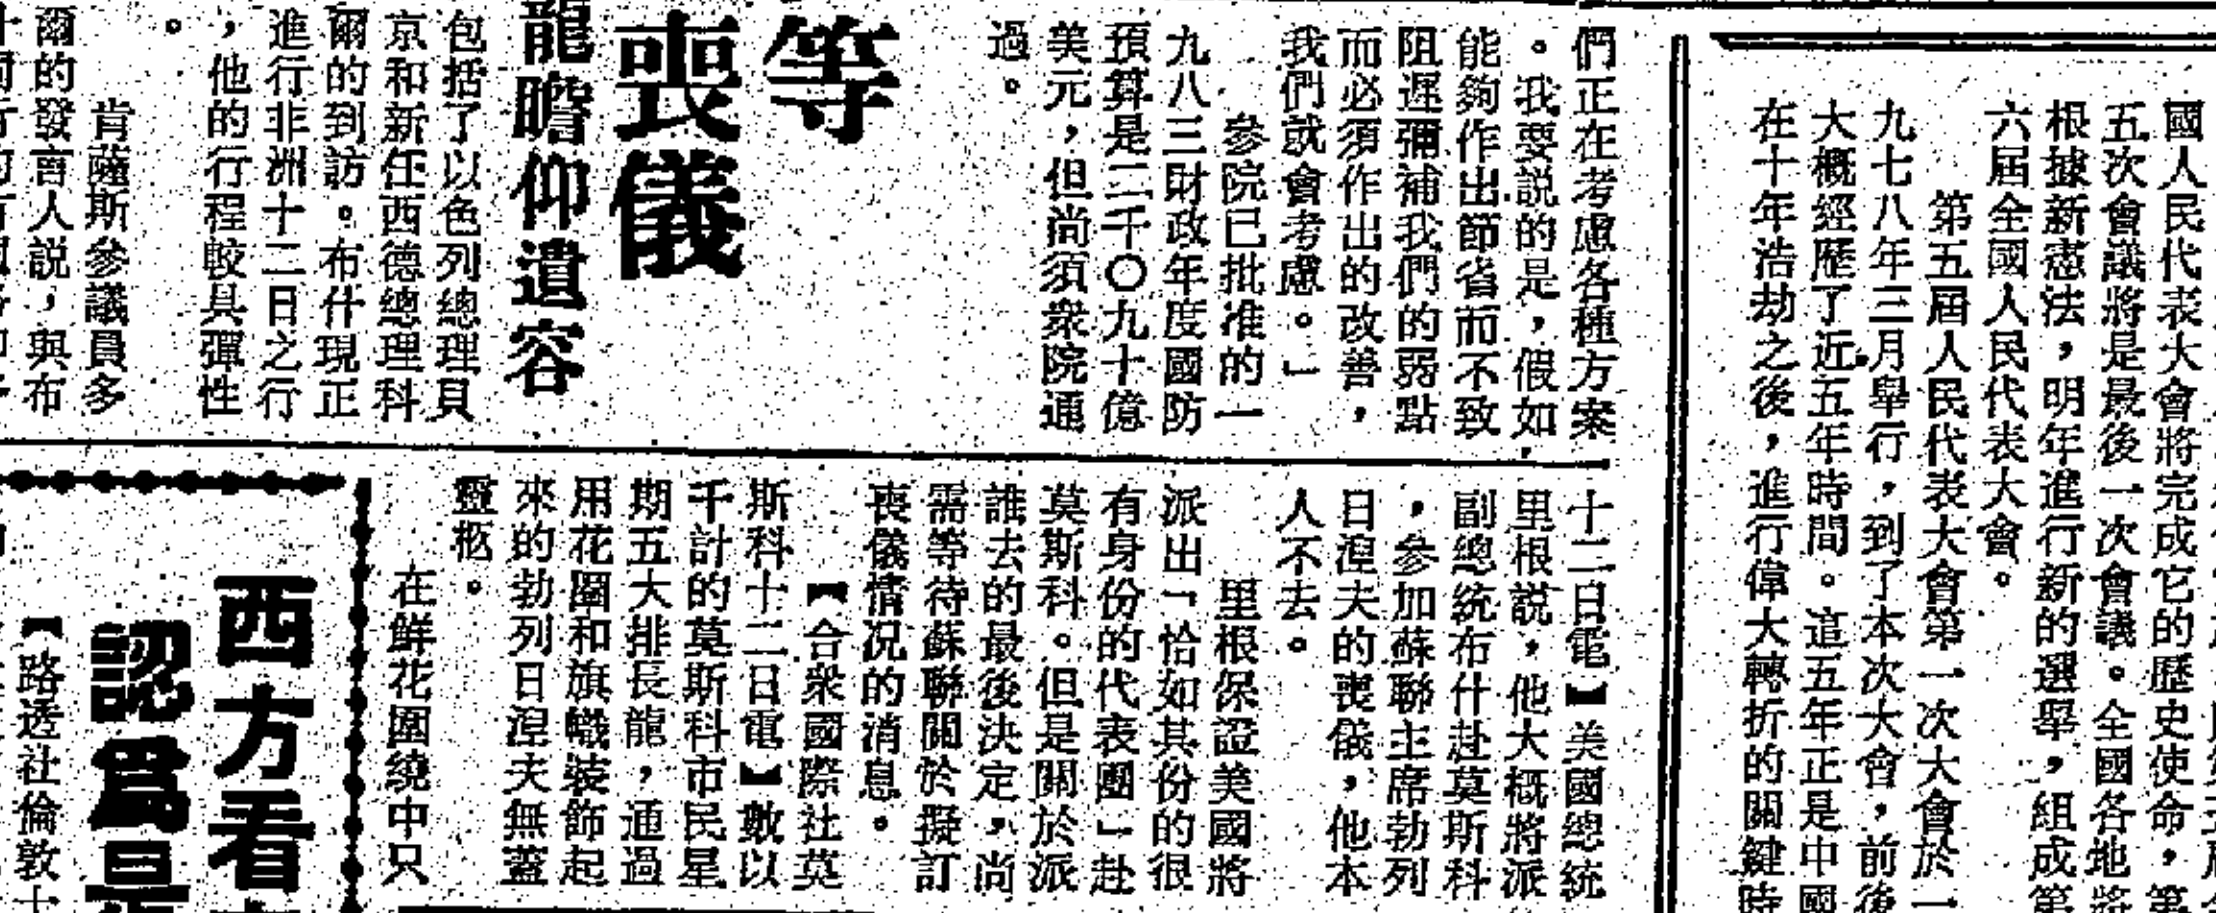 國人民代表大會將完成它的歷史使命，第
五次會議將是最後一次會議。全國各地將
根據新憲法，明年進行新的選舉，組成第
六屆全國人民代表大會。
第五屆人民代表大會第一次大會於一
九七八年三月舉行，到了本次大會，前後
大概經歷了近五年時間。這五年正是中國
在十年浩劫之後，進行偉大轉折的關鍵時
們正在考慮各種方案
。我要説的是，假如
能夠作出節省而不致
阻遲彌補我們的弱點
而必須作出的改善，
我們就會考慮。」
參院已批准的一
九八三財政年度國防
預算是二千〇九十億
美元，但尚須衆院通
過。
等
喪儀
龍瞻仰遺容
包括了以色列總理貝
京和新任西德總理科
爾的到訪。布什現正
進行非洲十二日之行
，他的行程較具彈性
。
肯薩斯參議員多
爾的發言人説，與布
十二日電】美國總統
里根説，他大概將派
副總統布什赴莫斯科
，參加蘇聯主席勃列
日湼夫的喪儀，他本
人不去。
里根保證美國將
派出「恰如其份的很
有身份的代表團」赴
莫斯科。但是關於派
誰去的最後決定，尚
需等待蘇聯關於擬訂
喪儀情况的消息。
【合衆國際社莫
斯科十二日電】數以
千計的莫斯科市民星
期五大排長龍，通過
用花圈和旗幟裝飾起
來的勃列日湼夫無蓋
靈柩。
在鮮花圍繞中只
西方看
認爲是
【路透社倫敦十